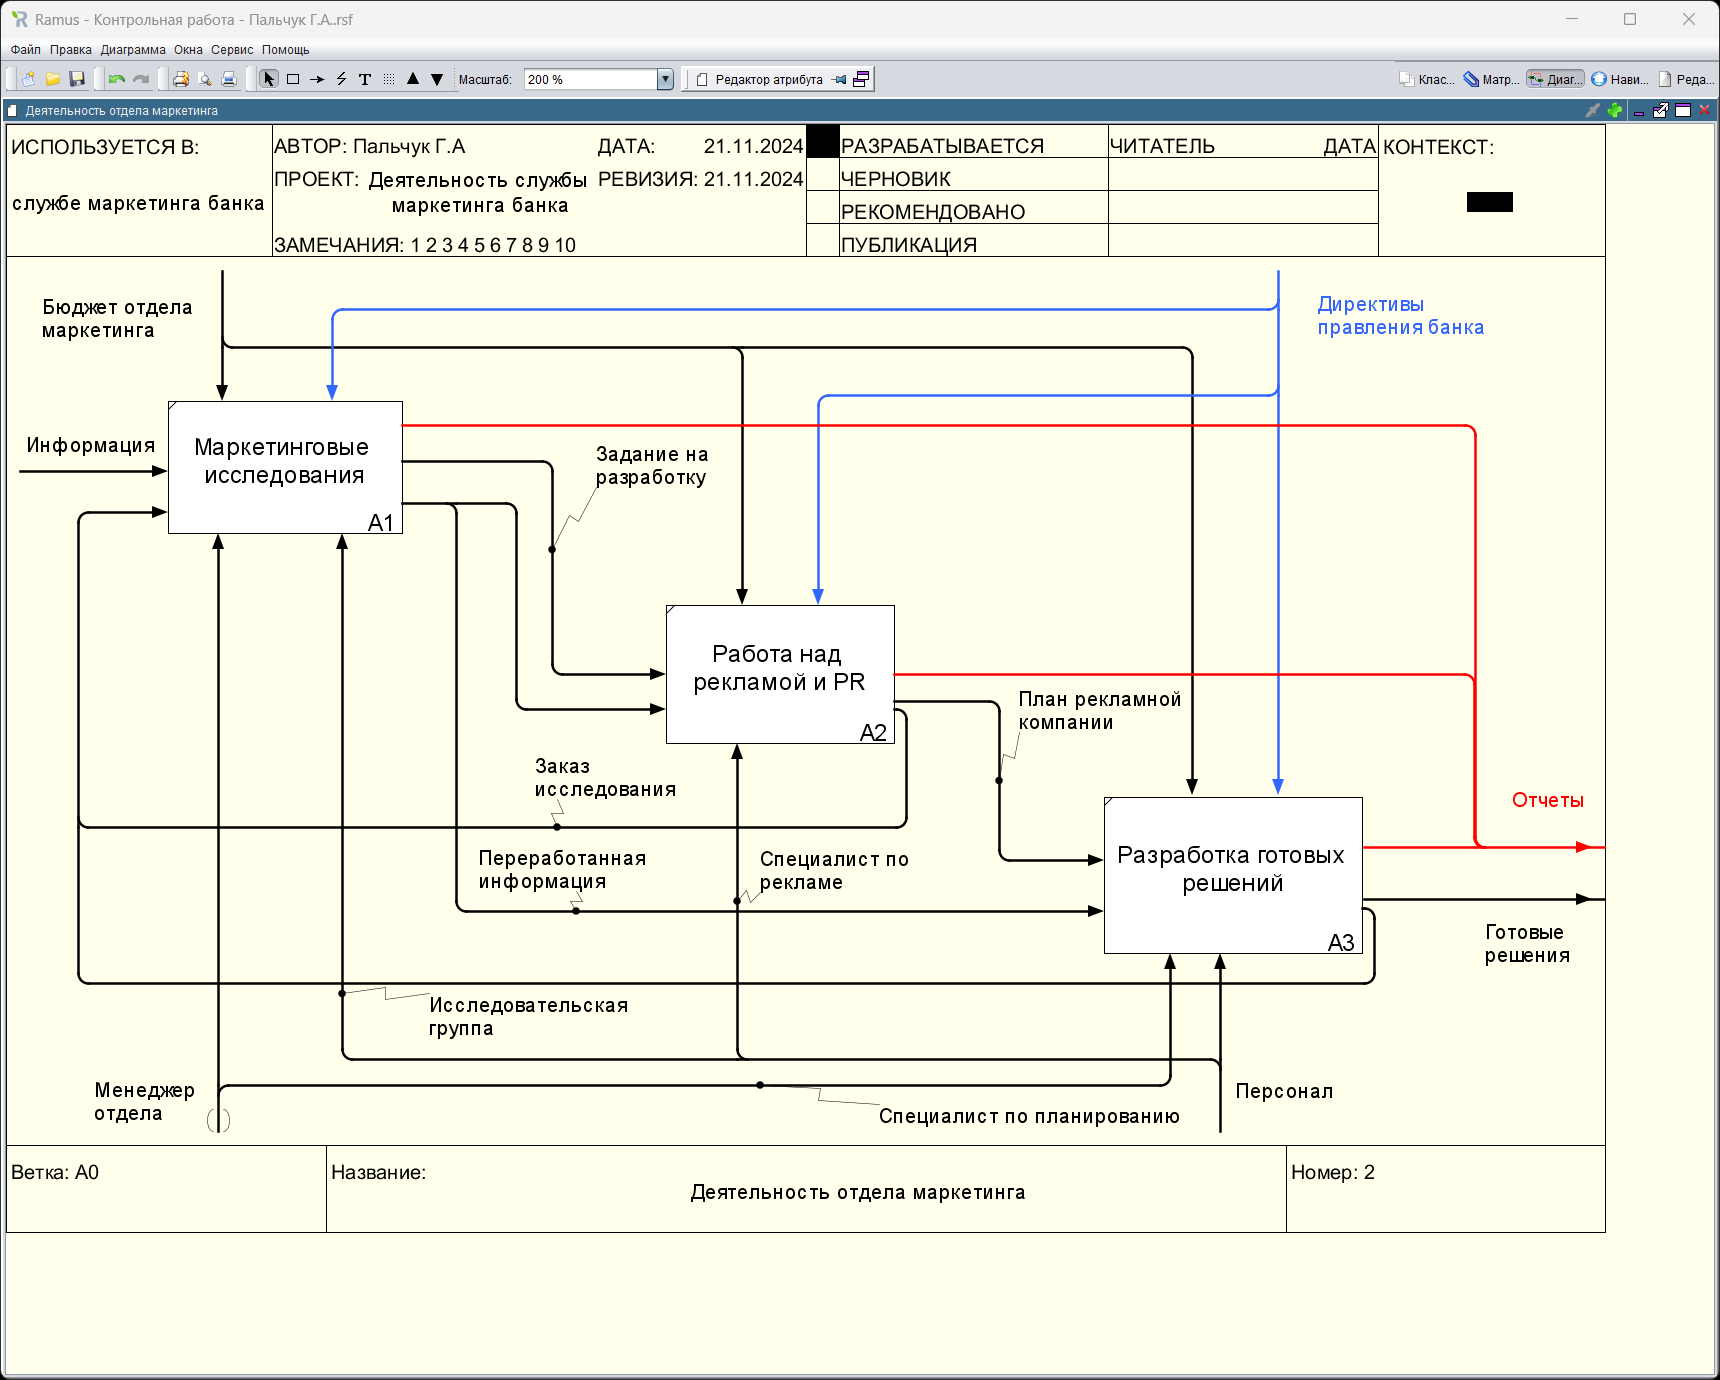 Ramus - Контрольная работа - Пальчук Г.А..rsf
Файл Правка Диаграмма Окна Сервис Помощь
Масштаб: 200 % Редактор атрибута Клас... Матр... Диаг... Нави... Реда...
Деятельность отдела маркетинга
ИСПОЛЬЗУЕТСЯ В:
службе маркетинга банка
АВТОР: Пальчук Г.А
ДАТА: 21.11.2024
ПРОЕКТ: Деятельность службы
маркетинга банка
РЕВИЗИЯ: 21.11.2024
ЗАМЕЧАНИЯ: 1 2 3 4 5 6 7 8 9 10
РАЗРАБАТЫВАЕТСЯ
ЧЕРНОВИК
РЕКОМЕНДОВАНО
ПУБЛИКАЦИЯ
ЧИТАТЕЛЬ ДАТА
КОНТЕКСТ:
Бюджет отдела
маркетинга
Директивы
правления банка
Информация
Маркетинговые
исследования
A1
Задание на
разработку
Работа над
рекламой и PR
A2
План рекламной
компании
Заказ
исследования
Отчеты
Переработанная
информация
Специалист по
рекламе
Разработка готовых
решений
A3
Готовые
решения
Исследовательская
группа
Менеджер
отдела
Специалист по планированию
Персонал
Ветка: A0
Название:
Деятельность отдела маркетинга
Номер: 2